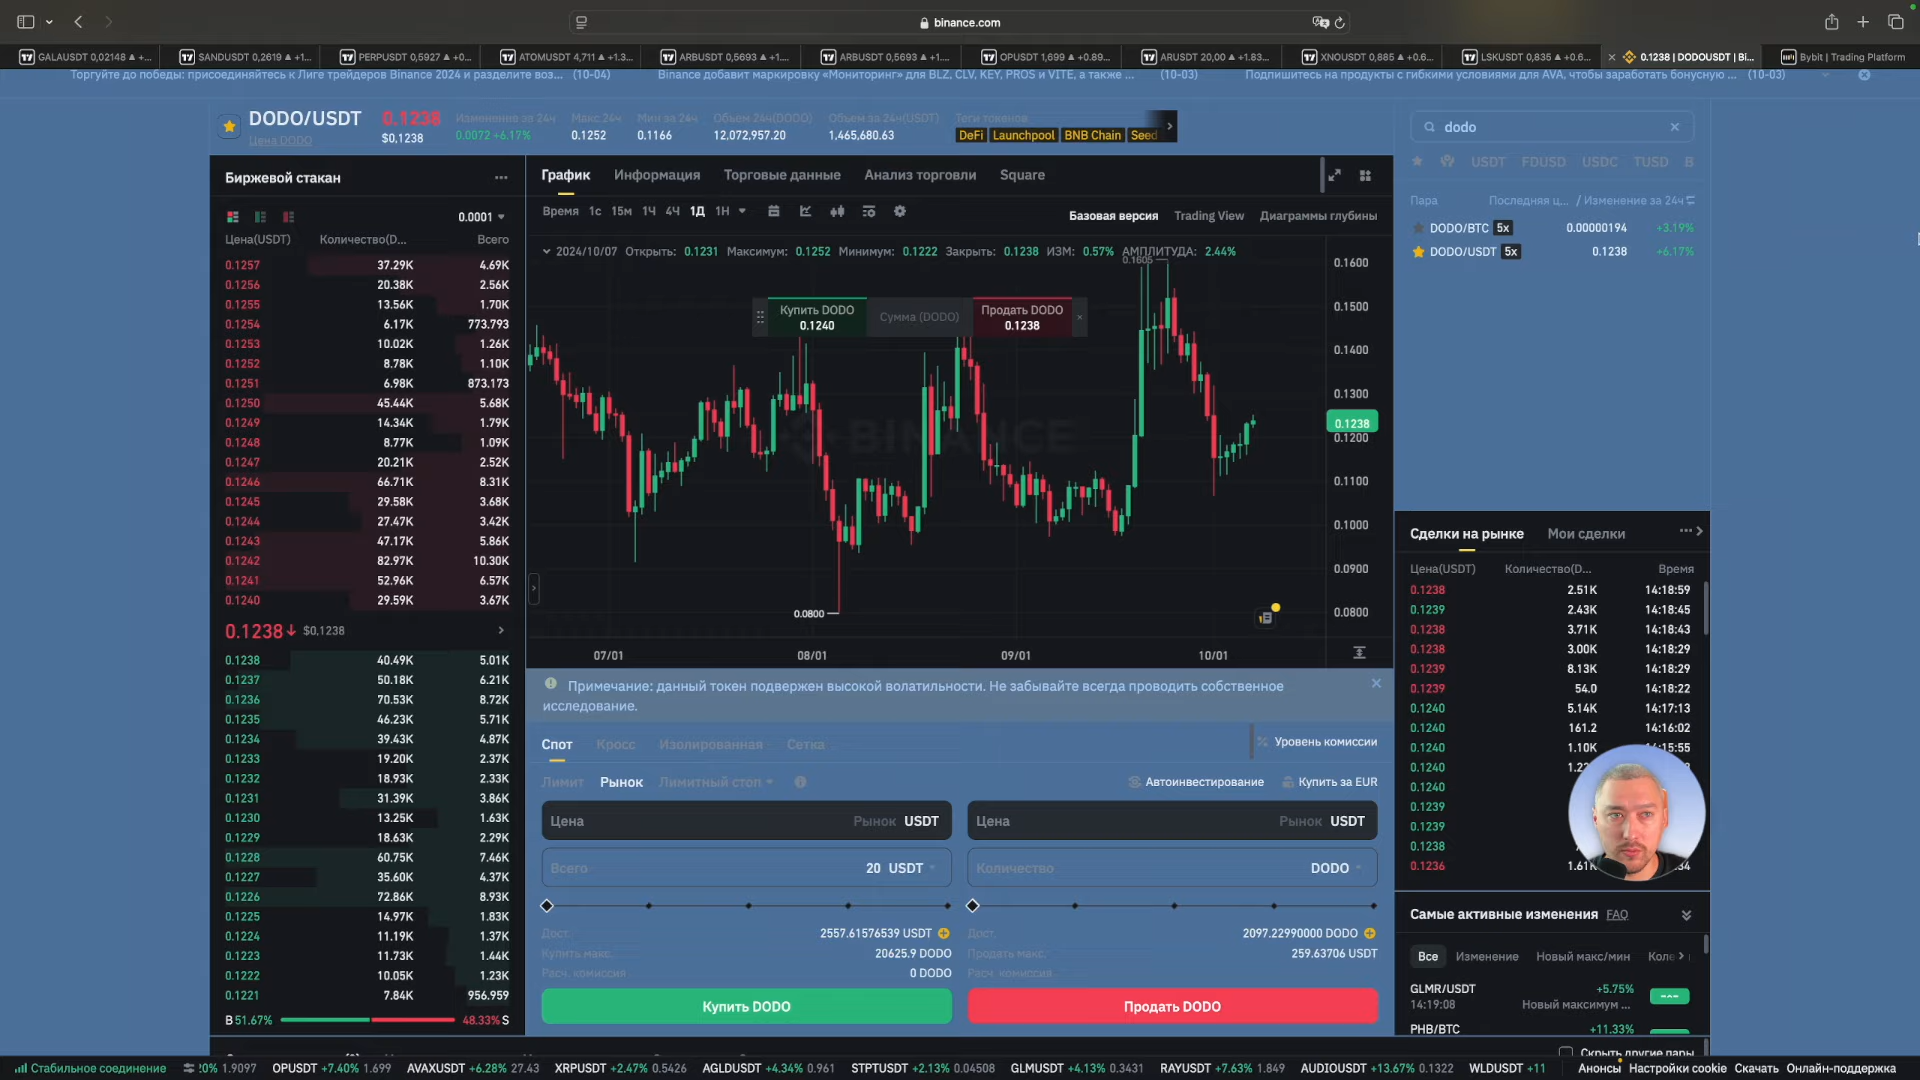 binance.com
GALAUSDT 0,02148 ▲ +...
SANDUSDT 0,2619 ▲ +1...
PERPUSDT 0,5927 ▲ +0...
ATOMUSDT 4,711 ▲ +1.3...
ARBUSDT 0,5693 ▲ +1....
ARBUSDT 0,5693 ▲ +1....
OPUSDT 1,699 ▲ +0.89...
ARUSDT 20,00 ▲ +1.83...
XNOUSDT 0,885 ▲ +0.6...
LSKUSDT 0,835 ▲ +0.6...
0.1238 | DODOUSDT | Bi...
Bybit | Trading Platform
Торгуйте до победы: присоединяйтесь к Лиге трейдеров Binance 2024 и разделите воз... (10-04)
Binance добавит маркировку «Мониторинг» для BLZ, CLV, KEY, PROS и VITE, а также ... (10-03)
Подпишитесь на продукты с гибкими условиями для AVA, чтобы заработать бонусную ... (10-03)
DODO/USDT
Цена DODO
0.1238
$0,1238
Изменение за 24ч
0.0072 +6.17%
Макс 24ч
0.1252
Мин за 24ч
0.1166
Объем 24ч(DODO)
12,072,957.20
Объем за 24ч(USDT)
1,465,680.63
Теги токенов
DeFi Launchpool BNB Chain Seed
Биржевой стакан
0.0001
Цена(USDT) Количество(D... Всего
0.1257 37.29K 4.69K
0.1256 20.38K 2.56K
0.1255 13.56K 1.70K
0.1254 6.17K 773.793
0.1253 10.02K 1.26K
0.1252 8.78K 1.10K
0.1251 6.98K 873.173
0.1250 45.44K 5.68K
0.1249 14.34K 1.79K
0.1248 8.77K 1.09K
0.1247 20.21K 2.52K
0.1246 66.71K 8.31K
0.1245 29.58K 3.68K
0.1244 27.47K 3.42K
0.1243 47.17K 5.86K
0.1242 82.97K 10.30K
0.1241 52.96K 6.57K
0.1240 29.59K 3.67K
0.1238↓ $0,1238
0.1238 40.49K 5.01K
0.1237 50.18K 6.21K
0.1236 70.53K 8.72K
0.1235 46.23K 5.71K
0.1234 39.43K 4.87K
0.1233 19.20K 2.37K
0.1232 18.93K 2.33K
0.1231 31.39K 3.86K
0.1230 13.25K 1.63K
0.1229 18.63K 2.29K
0.1228 60.75K 7.46K
0.1227 35.60K 4.37K
0.1226 72.86K 8.93K
0.1225 14.97K 1.83K
0.1224 11.19K 1.37K
0.1223 11.73K 1.44K
0.1222 10.05K 1.23K
0.1221 7.84K 956.959
B 51.67% 48.33% S
График Информация Торговые данные Анализ торговли Square
Время 1с 15м 1Ч 4Ч 1Д 1Н
Базовая версия Trading View Диаграммы глубины
2024/10/07 Открыть: 0.1231 Максимум: 0.1252 Минимум: 0.1222 Закрыть: 0.1238 ИЗМ: 0.57% АМПЛИТУДА: 2.44%
0.1605
Купить DODO
0.1240
Сумма (DODO)
Продать DODO
0.1238
BINANCE
0.1600
0.1500
0.1400
0.1300
0.1238
0.1200
0.1100
0.1000
0.0900
0.0800
0.0800
07/01 08/01 09/01 10/01
Примечание: данный токен подвержен высокой волатильности. Не забывайте всегда проводить собственное
исследование.
Спот Кросс Изолированная Сетка
Уровень комиссии
Лимит Рынок Лимитный стоп
Автоинвестирование Купить за EUR
Цена Рынок USDT
Всего 20 USDT
Дост. 2557.61576539 USDT
Купить макс. 20625.9 DODO
Расч. комиссия 0 DODO
Купить DODO
Цена Рынок USDT
Количество DODO
Дост. 2097.22990000 DODO
Продать макс. 259.63706 USDT
Расч. комиссия
Продать DODO
dodo
USDT FDUSD USDC TUSD B
Пара Последняя ц... / Изменение за 24ч
DODO/BTC 5x 0.00000194 +3.19%
DODO/USDT 5x 0.1238 +6.17%
Сделки на рынке Мои сделки
Цена(USDT) Количество(D... Время
0.1238 2.51K 14:18:59
0.1239 2.43K 14:18:45
0.1238 3.71K 14:18:43
0.1238 3.00K 14:18:29
0.1239 8.13K 14:18:29
0.1239 54.0 14:18:22
0.1240 5.14K 14:17:13
0.1240 161.2 14:16:02
0.1240 1.10K
0.1240
0.1240
0.1239
0.1239
0.1238
0.1236
Самые активные изменения FAQ
Все Изменение Новый макс/мин Коле
GLMR/USDT +5.75%
14:19:08 Новый максимум ...
PHB/BTC +11.33%
Скрыть другие пары
Стабильное соединение
1.9097 OPUSDT +7.40% 1.699 AVAXUSDT +6.28% 27.43 XRPUSDT +2.47% 0.5426 AGLDUSDT +4.34% 0.961 STPTUSDT +2.13% 0.04508 GLMUSDT +4.13% 0.3431 RAYUSDT +7.63% 1.849 AUDIOUSDT +13.67% 0.1322 WLDUSDT +11
Анонсы Настройки cookie Скачать Онлайн-поддержка